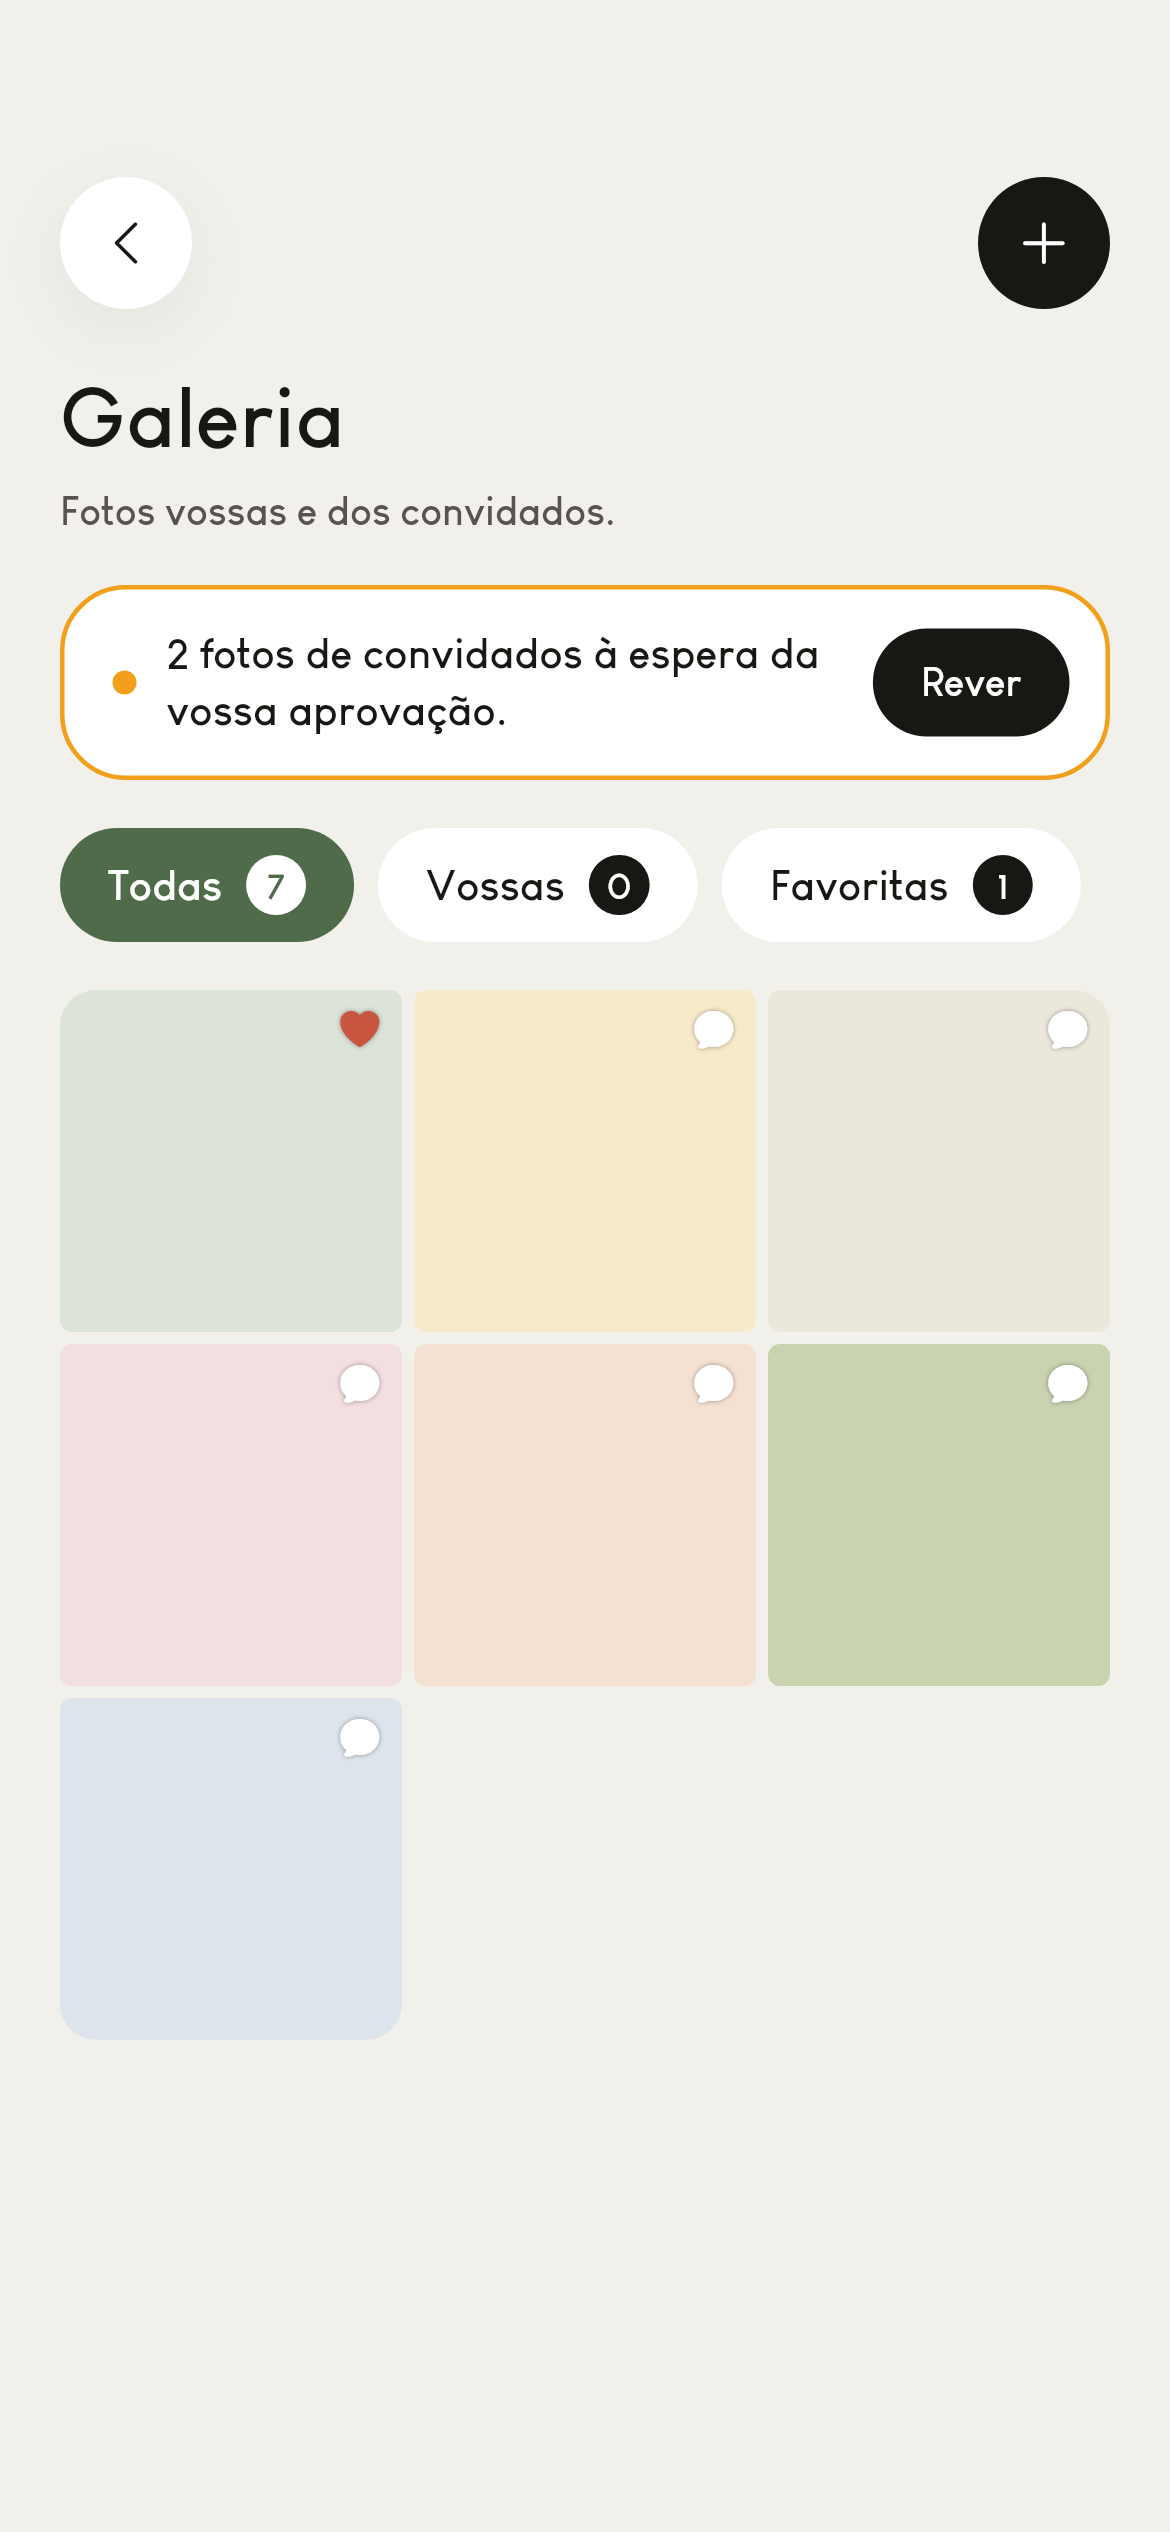 Galeria
Fotos vossas e dos convidados.
2 fotos de convidados à espera da
vossa aprovação.
Rever
Todas 7
Vossas 0
Favoritas 1